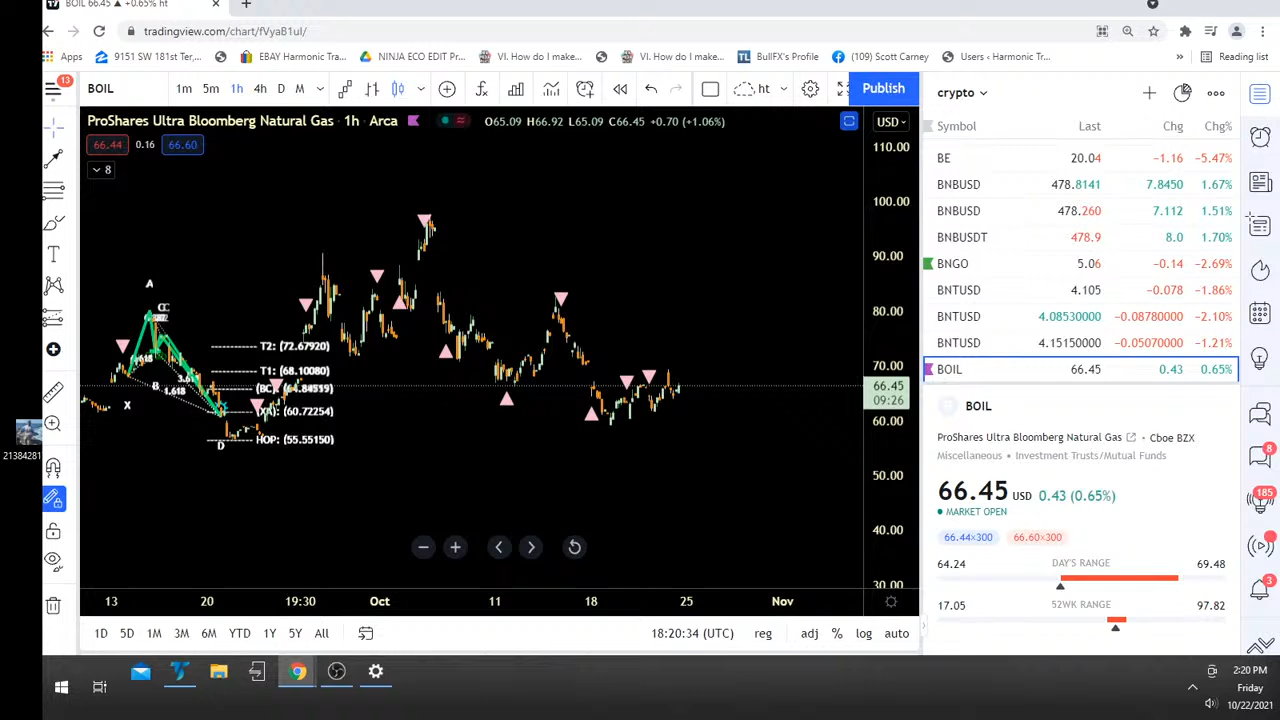 BOIL 66.45 ▲ +0.65% ht
tradingview.com/chart/fVyaB1ul/
Apps
9151 SW 181st Ter,...
EBAY Harmonic Tra...
NINJA ECO EDIT Pr...
VI. How do I make...
VI. How do I make...
BullFX's Profile
(109) Scott Carney
Users ‹ Harmonic Tr...
»
Reading list
13
BOIL
1m
5m
1h
4h
D
M
ht
Publish
crypto
ProShares Ultra Bloomberg Natural Gas · 1h · Arca
O65.09 H66.92 L65.09 C66.45 +0.70 (+1.06%)
USD
66.44
0.16
66.60
8
110.00
100.00
90.00
80.00
70.00
66.45
09:26
60.00
50.00
40.00
30.00
A
X
B
D
1.618
T2: (72.67920)
T1: (68.10080)
(BC): (64.84519)
(XA): (60.72254)
HOP: (55.55150)
13
20
19:30
Oct
11
18
25
Nov
1D
5D
1M
3M
6M
YTD
1Y
5Y
All
18:20:34 (UTC)
reg
adj
%
log
auto
Symbol Last Chg Chg%
BE 20.04 −1.16 −5.47%
BNBUSD 478.8141 7.8450 1.67%
BNBUSD 478.260 7.112 1.51%
BNBUSDT 478.9 8.0 1.70%
BNGO 5.06 −0.14 −2.69%
BNTUSD 4.105 −0.078 −1.86%
BNTUSD 4.08530000 −0.08780000 −2.10%
BNTUSD 4.15150000 −0.05070000 −1.21%
BOIL 66.45 0.43 0.65%
BOIL
ProShares Ultra Bloomberg Natural Gas • Cboe BZX
Miscellaneous • Investment Trusts/Mutual Funds
66.45 USD 0.43 (0.65%)
MARKET OPEN
66.44×300
66.60×300
64.24 DAY'S RANGE 69.48
17.05 52WK RANGE 97.82
8
185
3
21384281
2:20 PM
Friday
10/22/2021